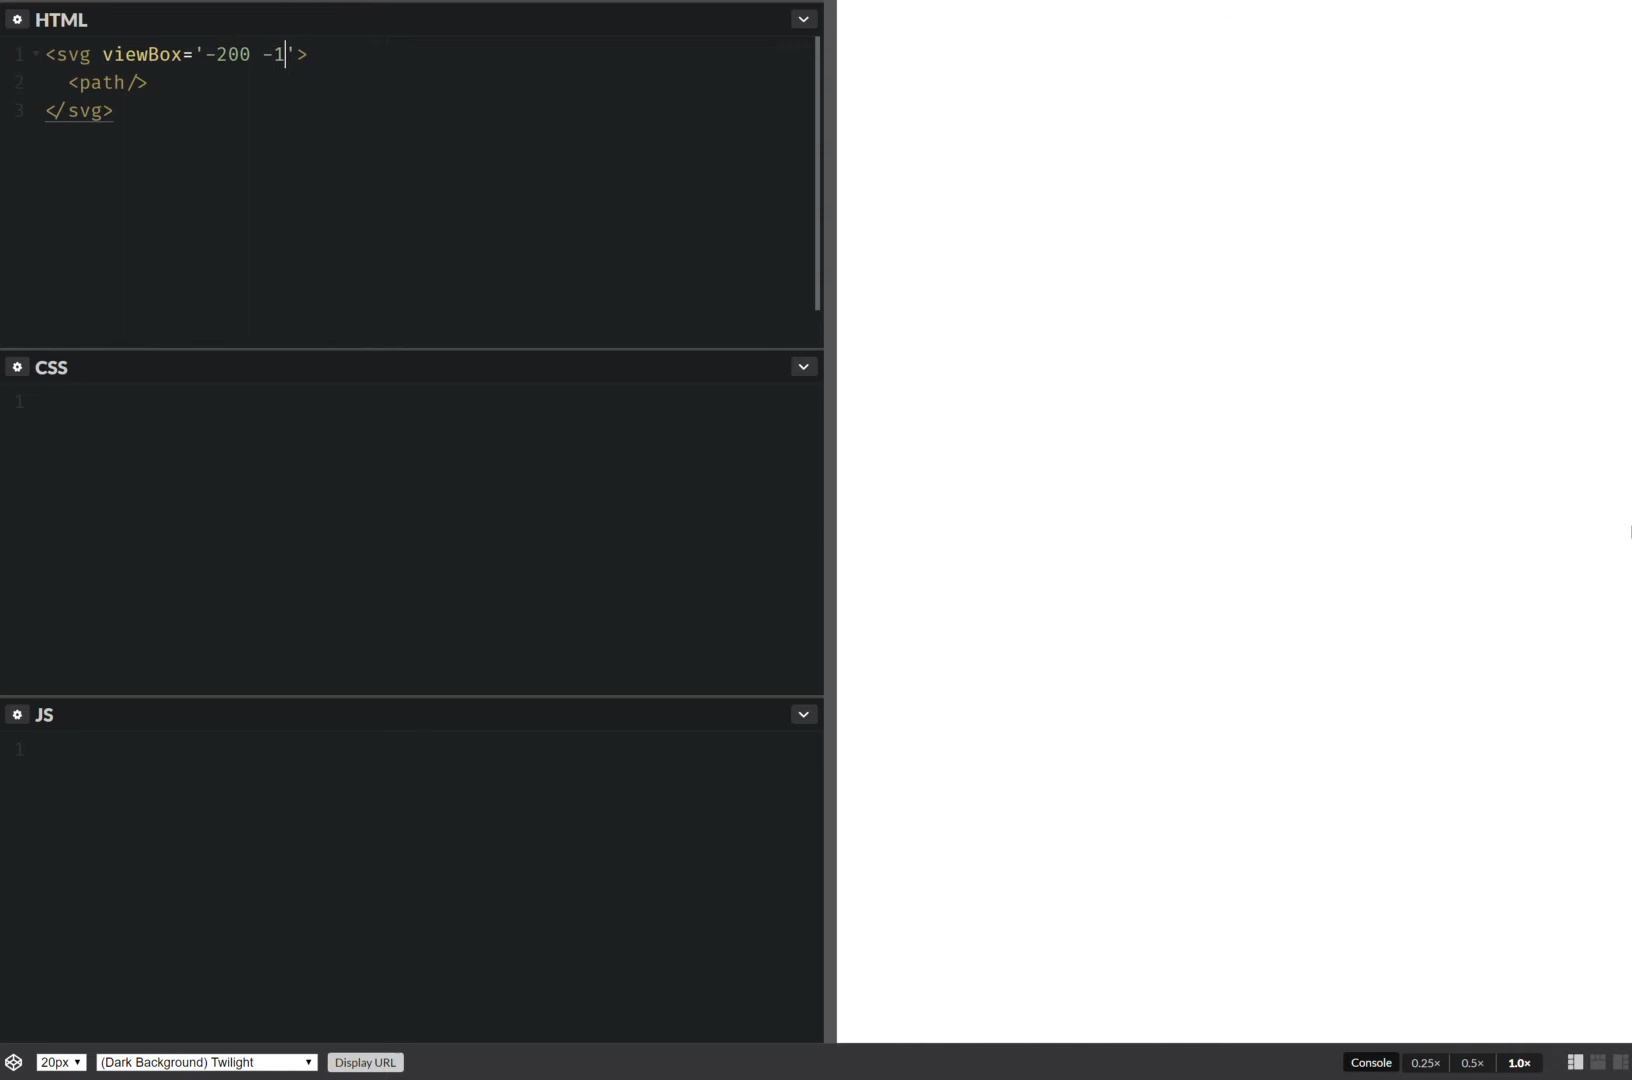 HTML
1 <svg viewBox='-200 -1'>
2 <path/>
3 </svg>
CSS
1
JS
1
20px (Dark Background) Twilight Display URL Console 0.25× 0.5× 1.0×